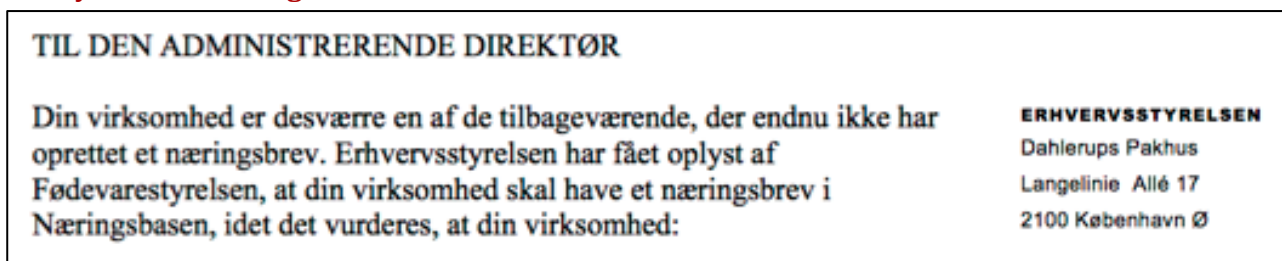 TIL DEN ADMINISTRERENDE DIREKTØR
Din virksomhed er desværre en af de tilbageværende, der endnu ikke har
oprettet et næringsbrev. Erhvervsstyrelsen har fået oplyst af
Fødevarestyrelsen, at din virksomhed skal have et næringsbrev i
Næringsbasen, idet det vurderes, at din virksomhed:
ERHVERVSSTYRELSEN
Dahlerups Pakhus
Langelinie Allé 17
2100 København Ø